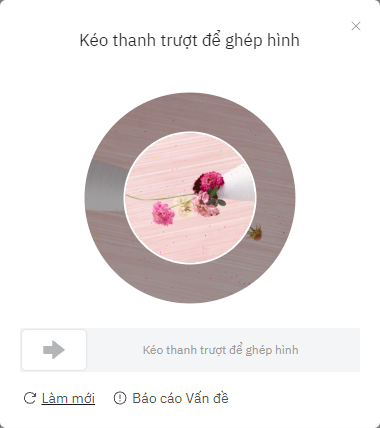 Kéo thanh trượt để ghép hình
Kéo thanh trượt để ghép hình
Làm mới
Báo cáo Vấn đề